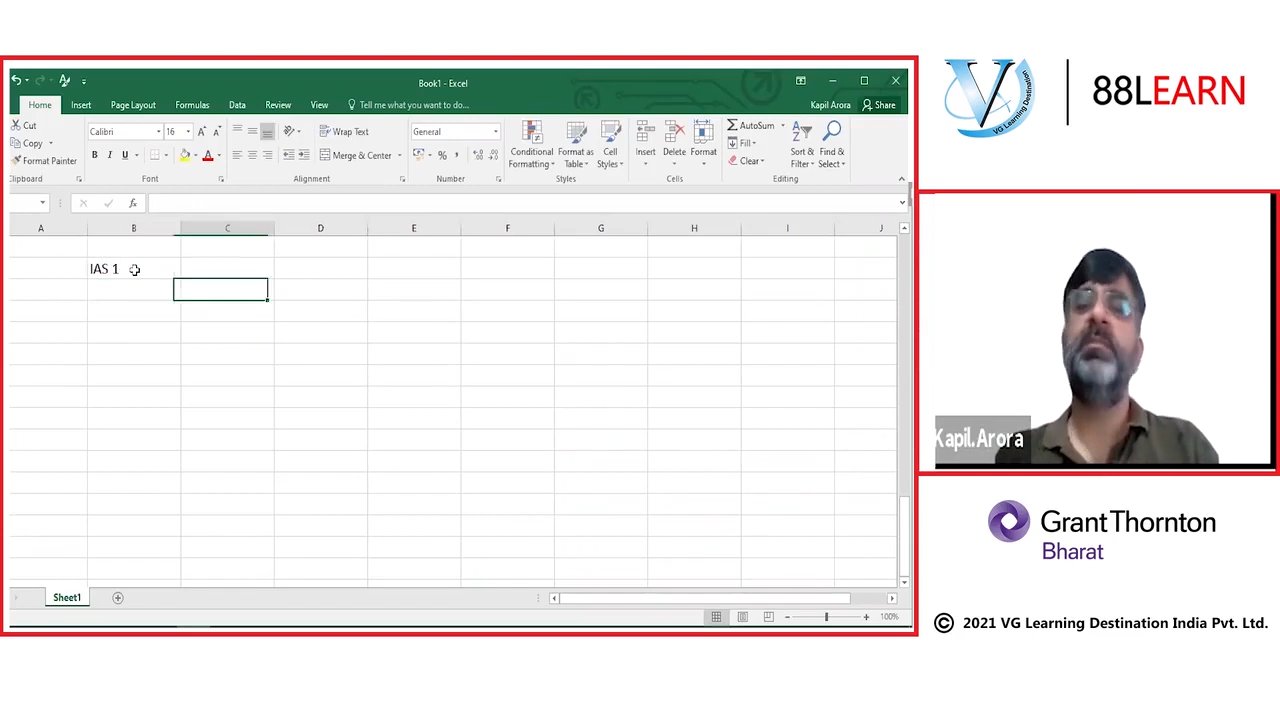 Book1 - Excel
Home Insert Page Layout Formulas Data Review View Tell me what you want to do... Kapil Arora Share
Cut
Copy
Format Painter
Clipboard
Calibri 16
B I U
Font
Wrap Text
Merge & Center
Alignment
General
% ,
Number
Conditional Formatting
Format as Table
Cell Styles
Styles
Insert Delete Format
Cells
AutoSum
Fill
Clear
Sort & Filter
Find & Select
Editing
fx
A B C D E F G H I J
IAS 1
Sheet1
100%
V
VG Learning Destination
88LEARN
Kapil.Arora
Grant Thornton
Bharat
© 2021 VG Learning Destination India Pvt. Ltd.